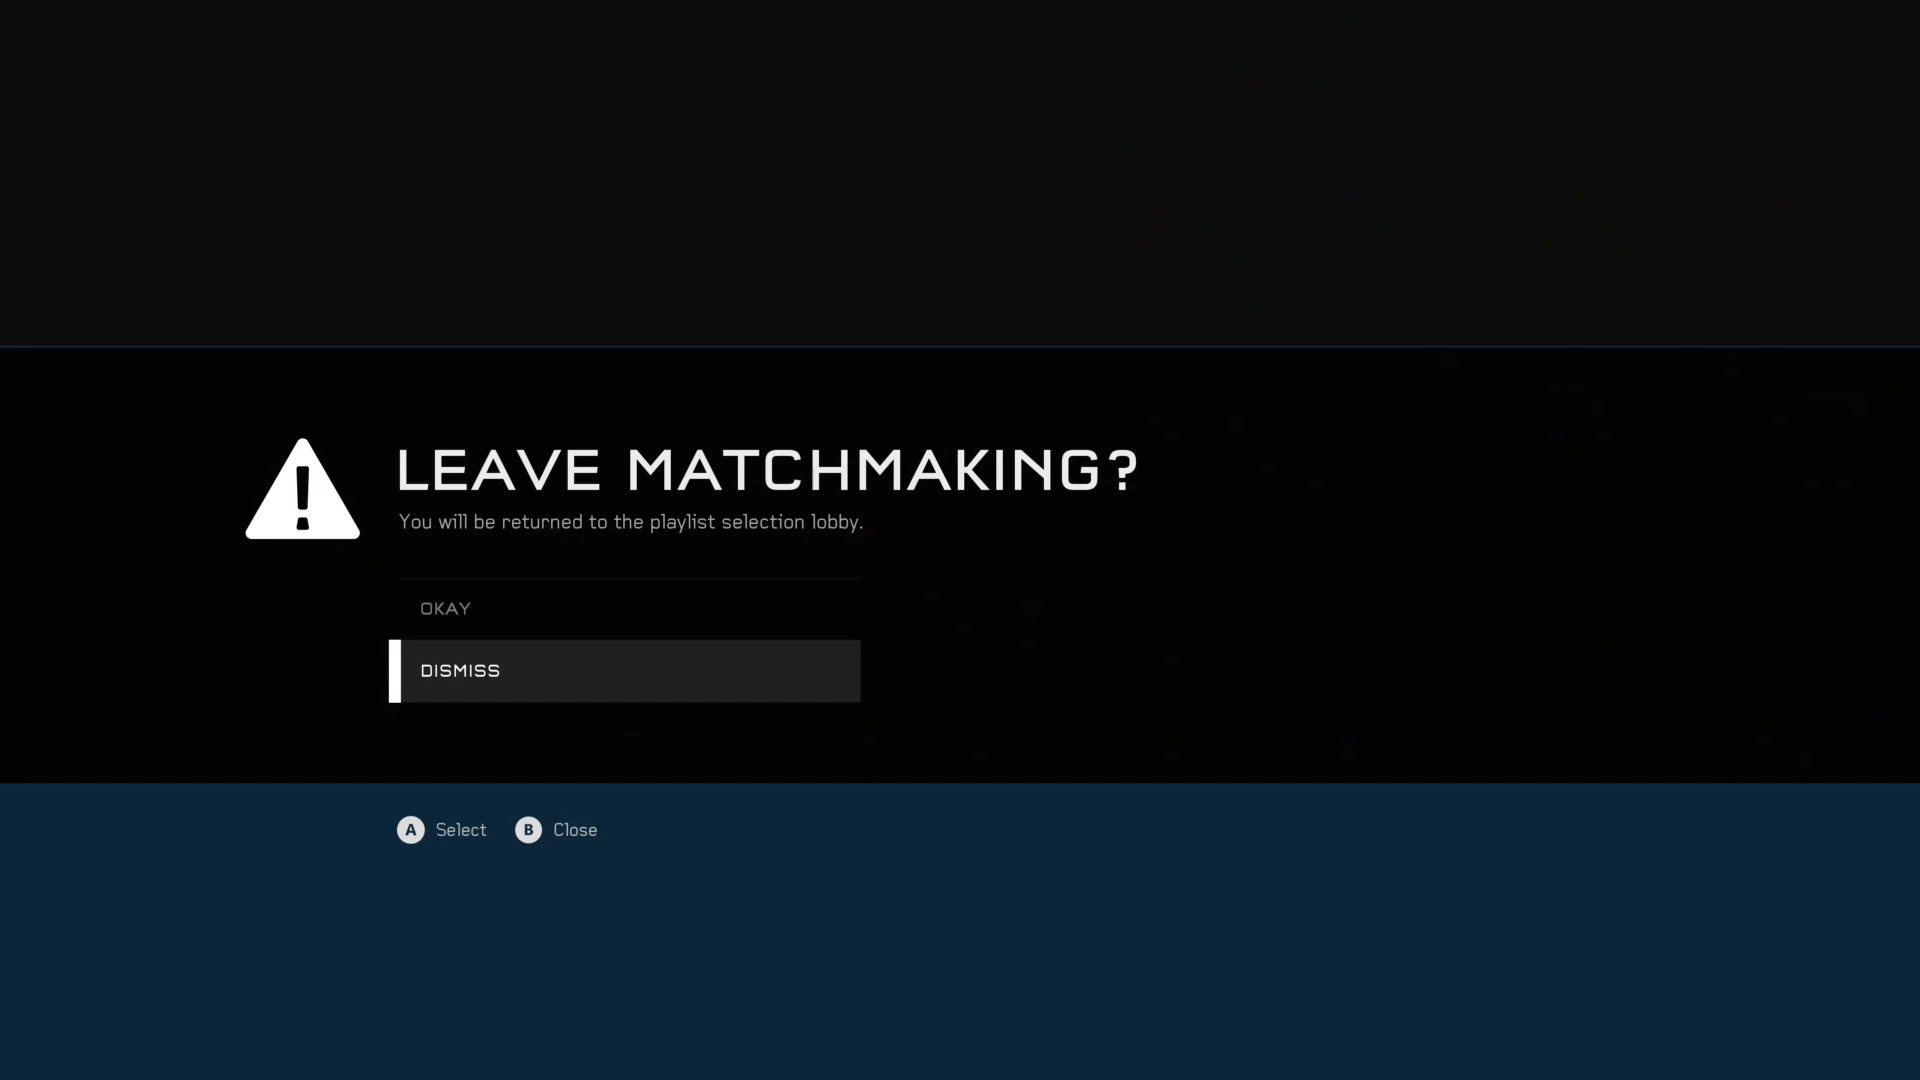 LEAVE MATCHMAKING?
You will be returned to the playlist selection lobby.
OKAY
DISMISS
A Select B Close